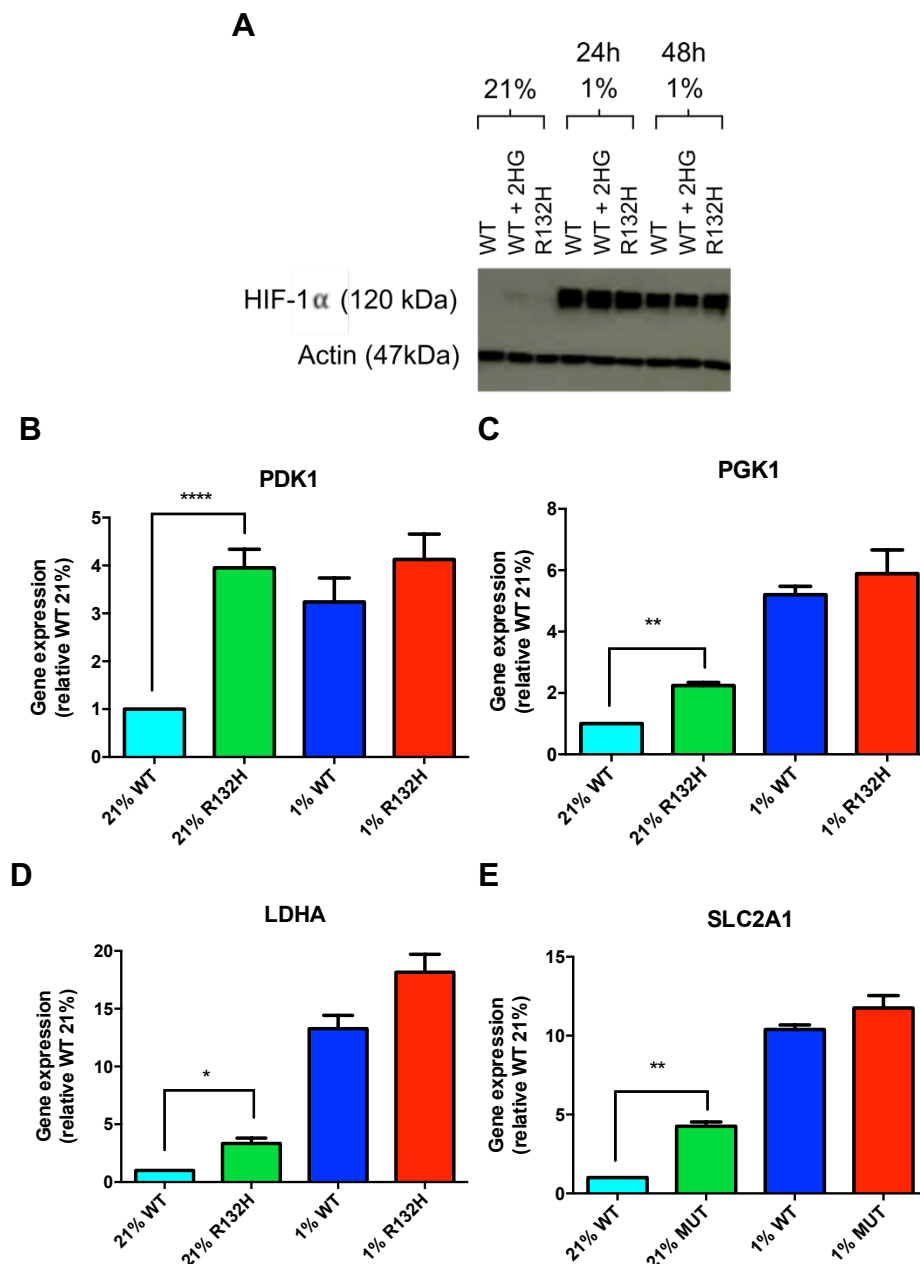 A
24h 48h
21% 1% 1%
WT
WT + 2HG
R132H
WT
WT + 2HG
R132H
WT
WT + 2HG
R132H
HIF-1α (120 kDa)
Actin (47kDa)
B
PDK1
****
Gene expression
(relative WT 21%)
5
4
3
2
1
0
21% WT
21% R132H
1% WT
1% R132H
C
PGK1
**
Gene expression
(relative WT 21%)
8
6
4
2
0
21% WT
21% R132H
1% WT
1% R132H
D
LDHA
*
Gene expression
(relative WT 21%)
20
15
10
5
0
21% WT
21% R132H
1% WT
1% R132H
E
SLC2A1
**
Gene expression
(relative WT 21%)
15
10
5
0
21% WT
21% MUT
1% WT
1% MUT